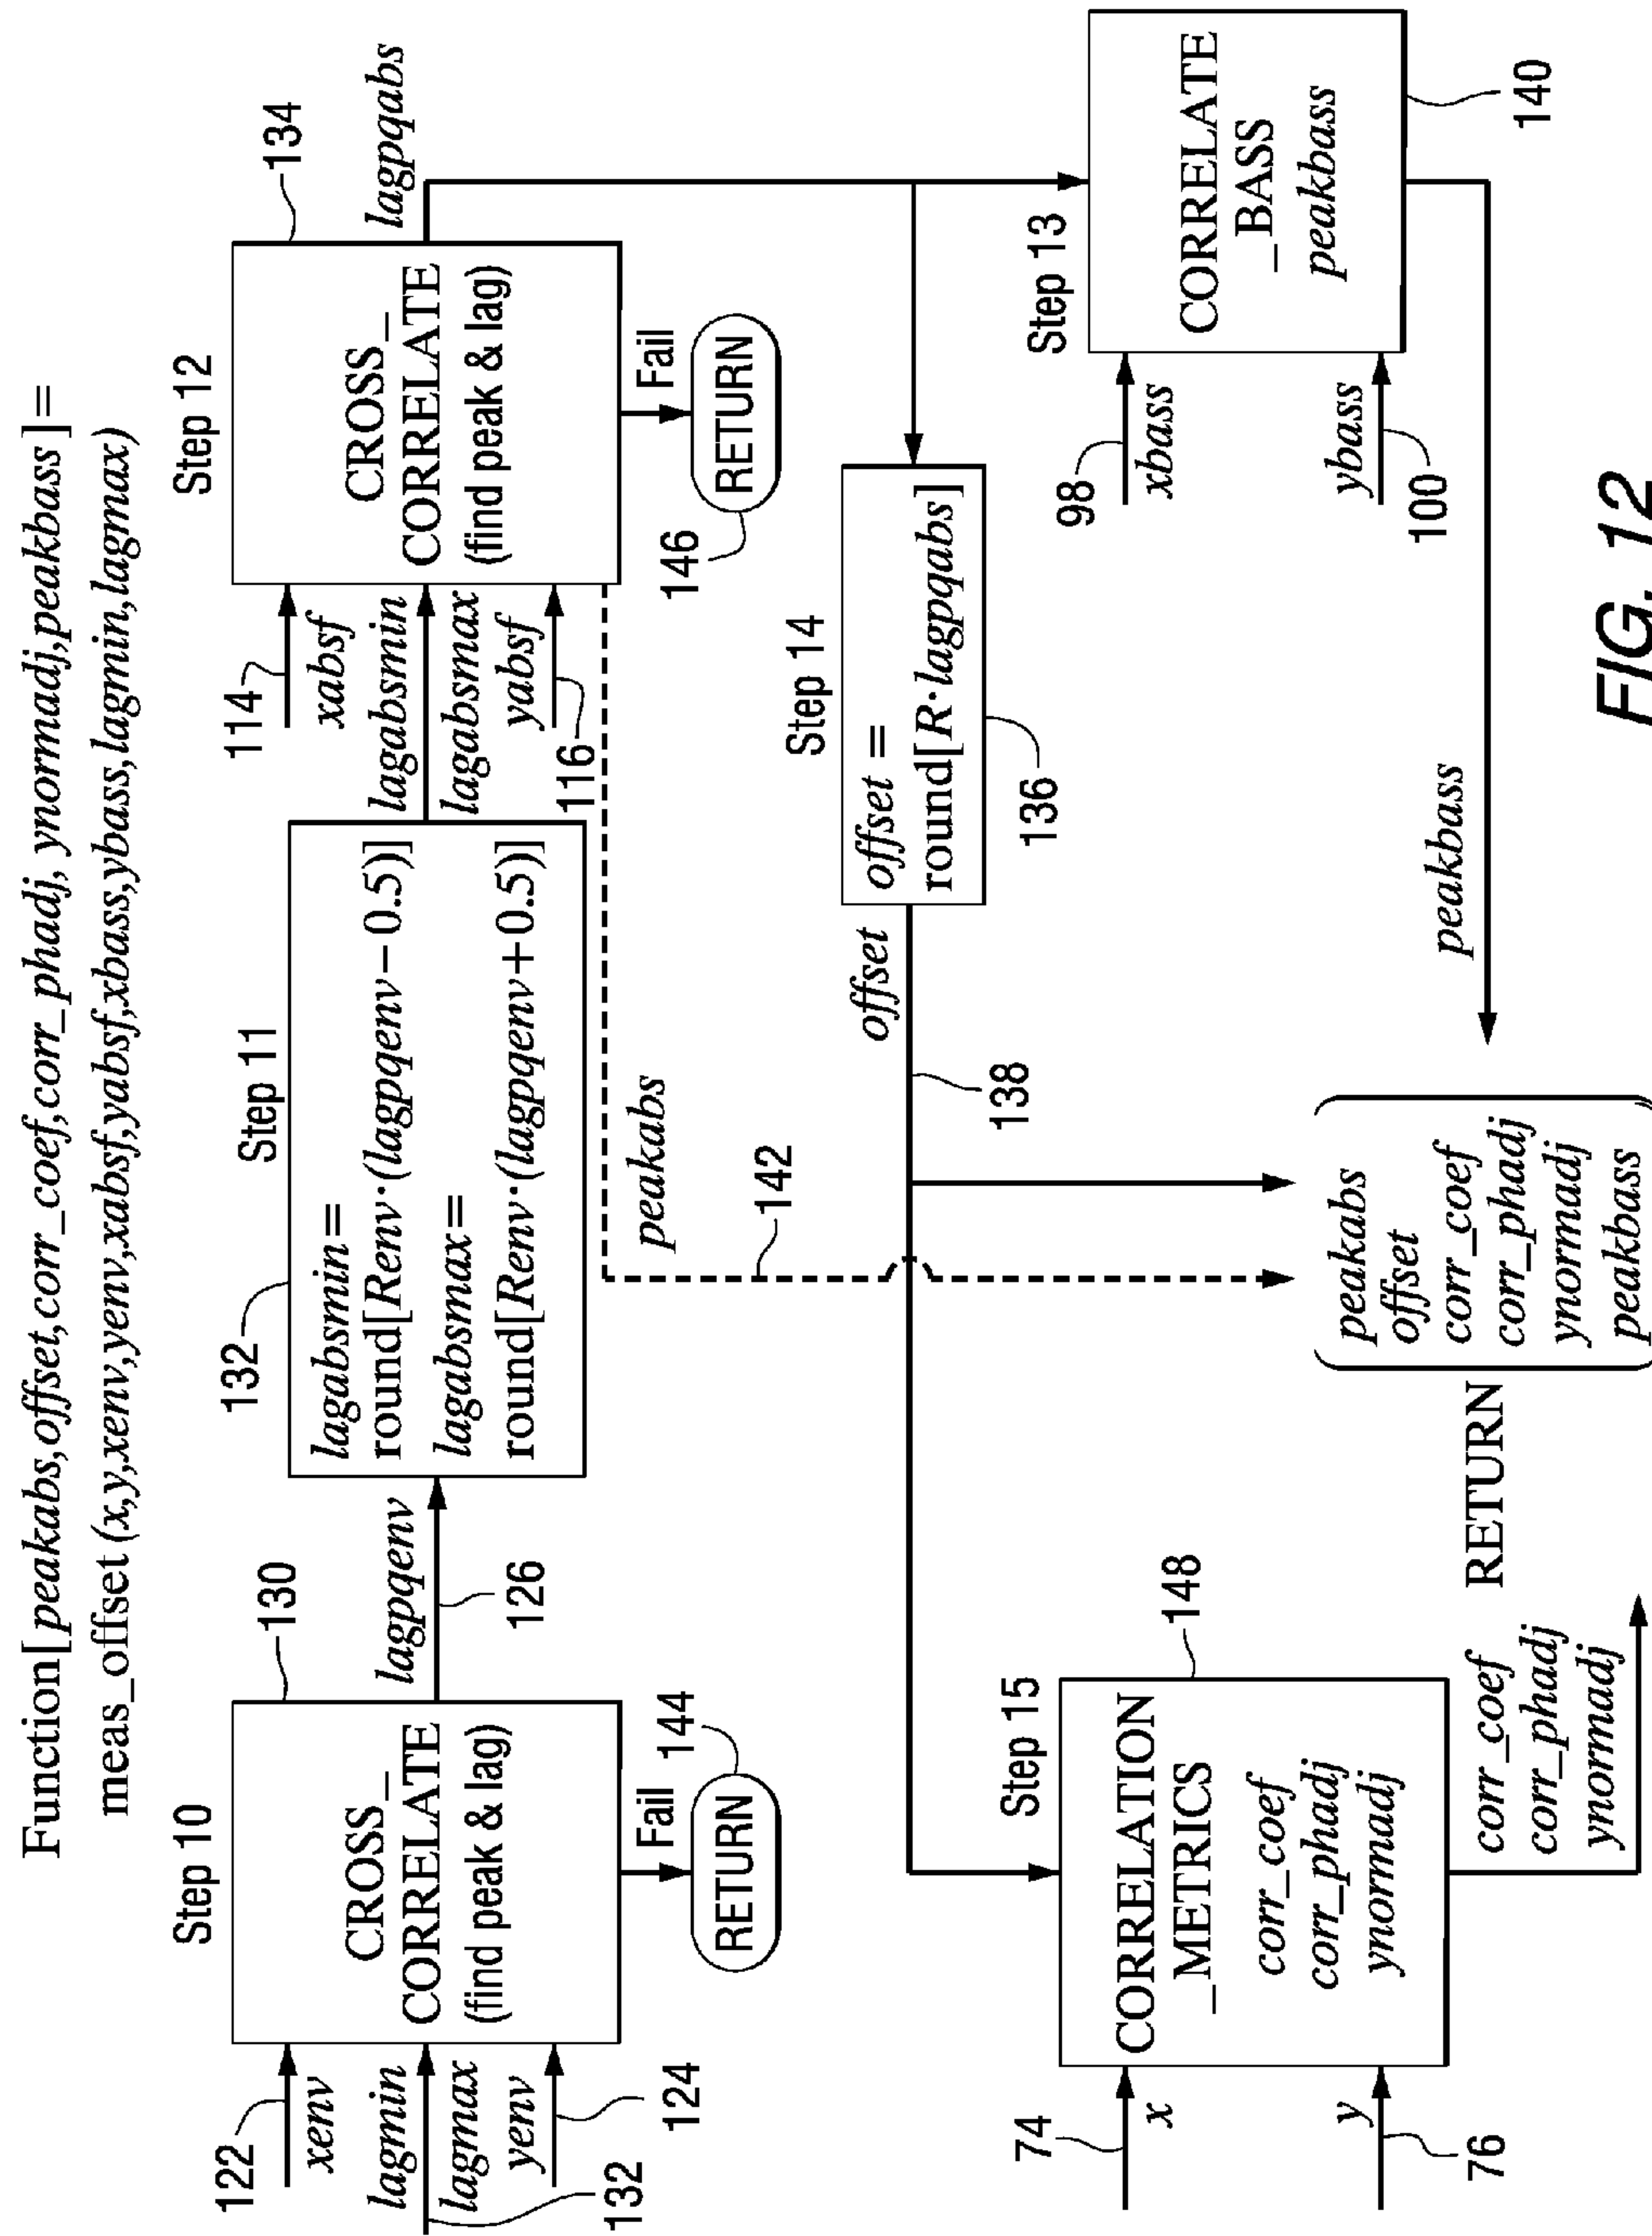 Function[peakabs,offset,corr_coef,corr_phadj, ynormadj,peakbass]=
meas_offset (x,y,xenv,yenv,xabsf,yabsf,xbass,ybass,lagmin,lagmax)
Step 10
130
CROSS_
CORRELATE
(find peak & lag)
122
xenv
lagmin
lagmax
132
yenv
124
Fail
RETURN
144
lagpqenv
126
Step 11
132
lagabsmin=
round[Renv·(lagpqenv−0.5)]
lagabsmax=
round[Renv·(lagpqenv+0.5)]
Step 12
134
CROSS_
CORRELATE
(find peak & lag)
114
xabsf
lagabsmin
lagabsmax
yabsf
116
Fail
RETURN
146
lagpqabs
peakabs
142
Step 14
offset =
round[R·lagpqabs]
136
offset
138
Step 13
CORRELATE
_BASS
peakbass
98
xbass
ybass
100
140
Step 15
148
CORRELATION
_METRICS
corr_coef
corr_phadj
ynormadj
74
x
y
76
corr_coef
corr_phadj
ynormadj
RETURN
peakabs
offset
corr_coef
corr_phadj
ynormadj
peakbass
peakbass
FIG. 12